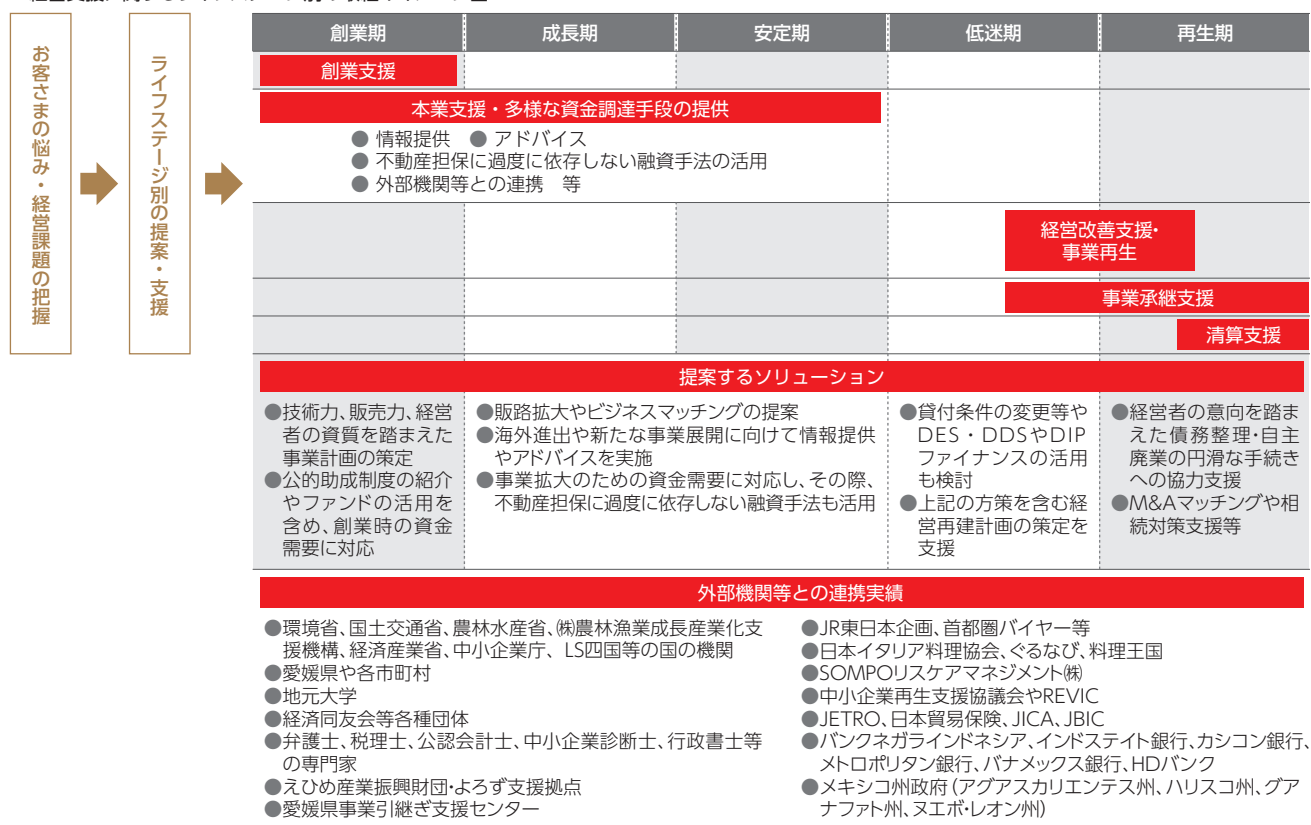 お客さまの悩み・経営課題の把握
ライフステージ別の提案・支援
創業期
成長期
安定期
低迷期
再生期
創業支援
本業支援・多様な資金調達手段の提供
● 情報提供 ● アドバイス
● 不動産担保に過度に依存しない融資手法の活用
● 外部機関等との連携 等
経営改善支援・
事業再生
事業承継支援
清算支援
提案するソリューション
●技術力、販売力、経営
者の資質を踏まえた
事業計画の策定
●公的助成制度の紹介
やファンドの活用を
含め、創業時の資金
需要に対応
●販路拡大やビジネスマッチングの提案
●海外進出や新たな事業展開に向けて情報提供
やアドバイスを実施
●事業拡大のための資金需要に対応し、その際、
不動産担保に過度に依存しない融資手法も活用
●貸付条件の変更等や
DES・DDSやDIP
ファイナンスの活用
も検討
●上記の方策を含む経
営再建計画の策定を
支援
●経営者の意向を踏ま
えた債務整理・自主
廃業の円滑な手続き
への協力支援
●M&Aマッチングや相
続対策支援等
外部機関等との連携実績
●環境省、国土交通省、農林水産省、㈱農林漁業成長産業化支
援機構、経済産業省、中小企業庁、LS四国等の国の機関
●愛媛県や各市町村
●地元大学
●経済同友会等各種団体
●弁護士、税理士、公認会計士、中小企業診断士、行政書士等
の専門家
●えひめ産業振興財団・よろず支援拠点
●愛媛県事業引継ぎ支援センター
●JR東日本企画、首都圏バイヤー等
●日本イタリア料理協会、ぐるなび、料理王国
●SOMPOリスケアマネジメント㈱
●中小企業再生支援協議会やREVIC
●JETRO、日本貿易保険、JICA、JBIC
●バンクネガラインドネシア、インドステイト銀行、カシコン銀行、
メトロポリタン銀行、バナメックス銀行、HDバンク
●メキシコ州政府(アグアスカリエンテス州、ハリスコ州、グア
ナファト州、ヌエボ・レオン州)